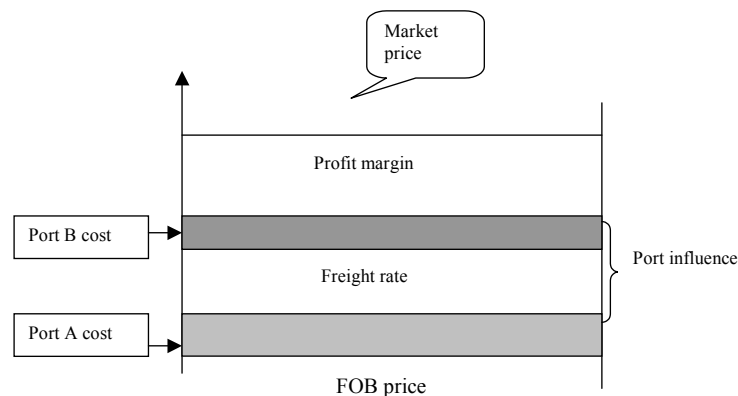 Market
price
Profit margin
Port B cost
Port influence
Freight rate
Port A cost
FOB price